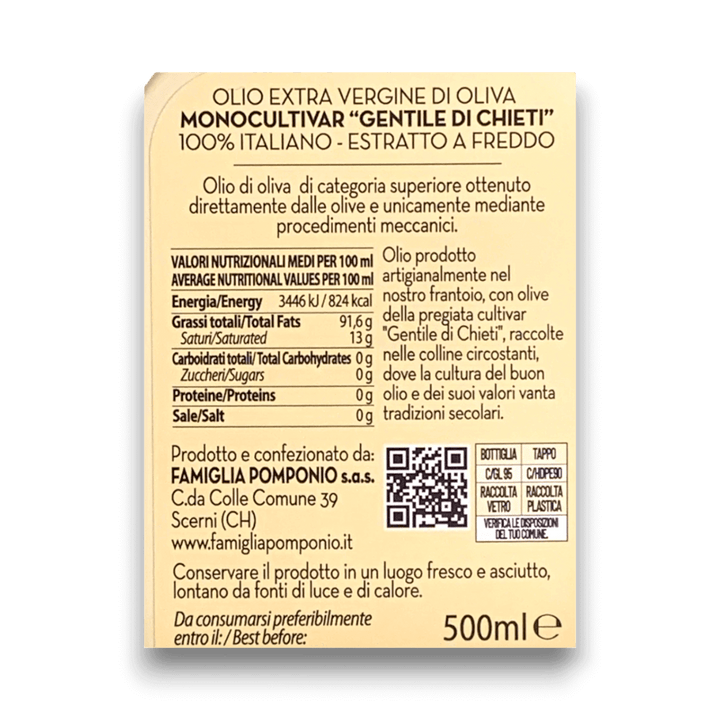 OLIO EXTRA VERGINE DI OLIVA
MONOCULTIVAR “GENTILE DI CHIETI”
100% ITALIANO - ESTRATTO A FREDDO
Olio di oliva di categoria superiore ottenuto
direttamente dalle olive e unicamente mediante
procedimenti meccanici.
VALORI NUTRIZIONALI MEDI PER 100 ml
AVERAGE NUTRITIONAL VALUES PER 100 ml
Energia/Energy 3446 kJ / 824 kcal
Grassi totali/Total Fats 91,6 g
Saturi/Saturated 13 g
Carboidrati totali/Total Carbohydrates 0 g
Zuccheri/Sugars 0 g
Proteine/Proteins 0 g
Sale/Salt 0 g
Olio prodotto
artigianalmente nel
nostro frantoio, con olive
della pregiata cultivar
"Gentile di Chieti", raccolte
nelle colline circostanti,
dove la cultura del buon
olio e dei suoi valori vanta
tradizioni secolari.
Prodotto e confezionato da:
FAMIGLIA POMPONIO s.a.s.
C.da Colle Comune 39
Scerni (CH)
www.famigliapomponio.it
BOTTIGLIA TAPPO
C/GL 95 C/HDPE90
RACCOLTA RACCOLTA
VETRO PLASTICA
VERIFICA LE DISPOSIZIONI
DEL TUO COMUNE.
Conservare il prodotto in un luogo fresco e asciutto,
lontano da fonti di luce e di calore.
Da consumarsi preferibilmente
entro il: / Best before:
500ml ℮